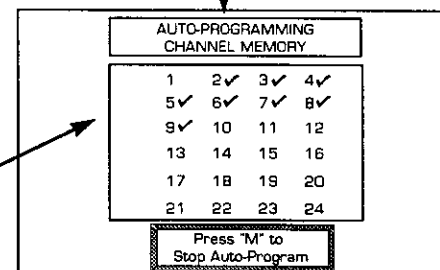 AUTO-PROGRAMMING
CHANNEL MEMORY
1 2✓ 3✓ 4✓
5✓ 6✓ 7✓ 8✓
9✓ 10 11 12
13 14 15 16
17 18 19 20
21 22 23 24
Press "M" to
Stop Auto-Program